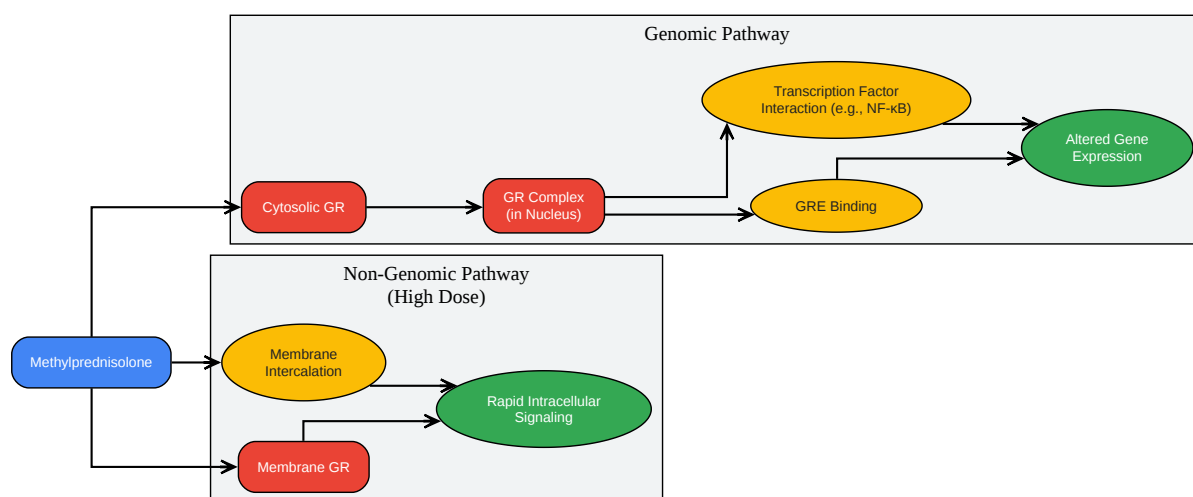 Genomic Pathway
Transcription Factor
Interaction (e.g., NF-κB)
Altered Gene
Expression
Cytosolic GR
GR Complex
(in Nucleus)
GRE Binding
Non-Genomic Pathway
(High Dose)
Methylprednisolone
Membrane
Intercalation
Rapid Intracellular
Signaling
Membrane GR